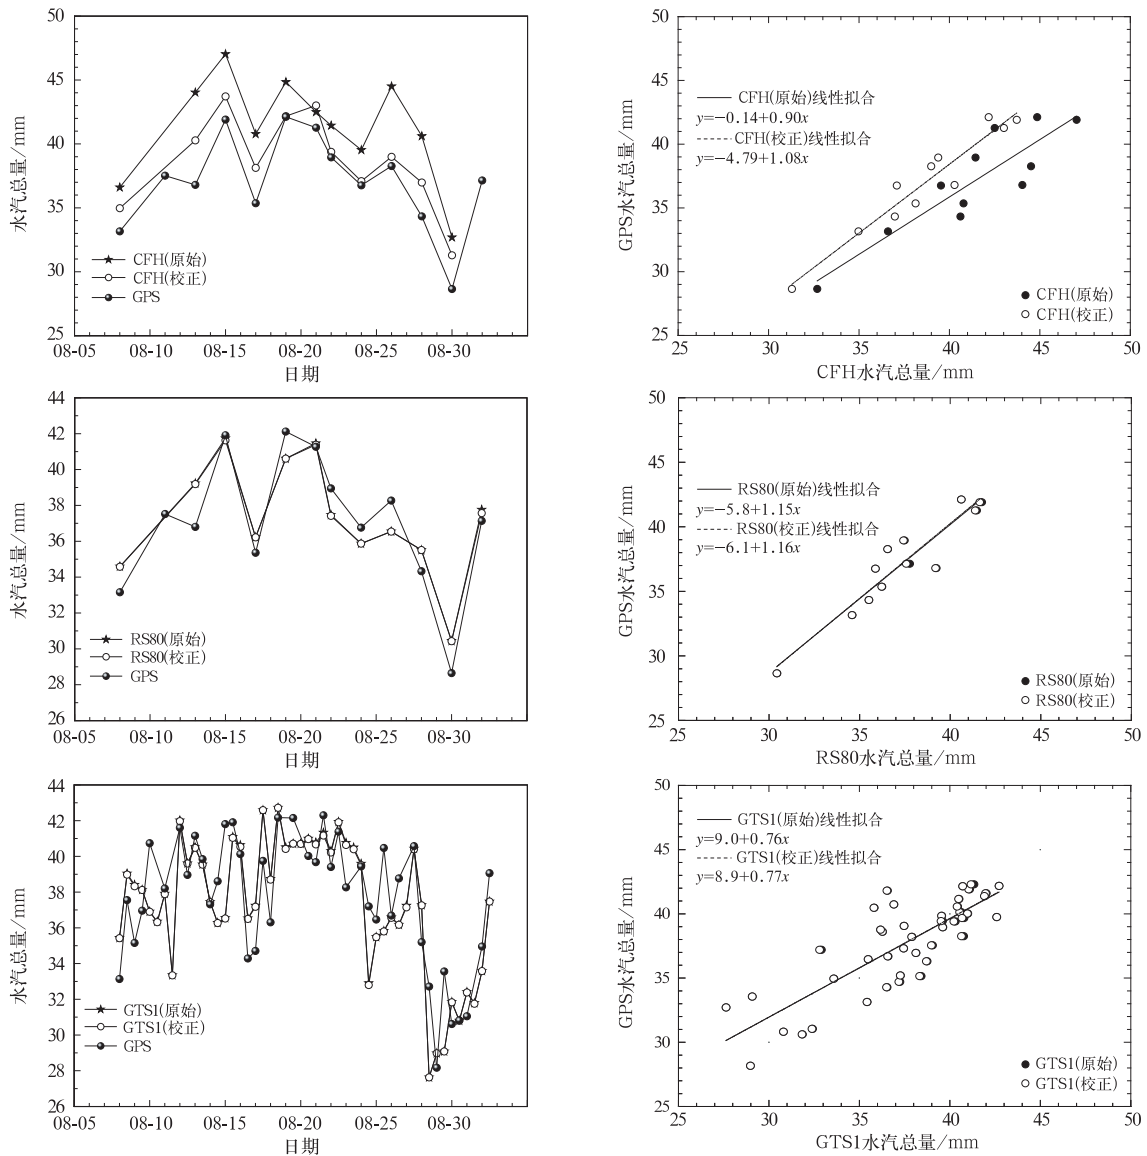 50
45
40
35
30
25
水汽总量/mm
CFH(原始)
CFH(校正)
GPS
08-05
08-10
08-15
08-20
08-25
08-30
日期
50
45
40
35
30
25
GPS水汽总量/mm
CFH(原始)线性拟合
y=−0.14+0.90x
CFH(校正)线性拟合
y=−4.79+1.08x
CFH(原始)
CFH(校正)
25
30
35
40
45
50
CFH水汽总量/mm
44
42
40
38
36
34
32
30
28
26
水汽总量/mm
RS80(原始)
RS80(校正)
GPS
08-05
08-10
08-15
08-20
08-25
08-30
日期
50
45
40
35
30
25
GPS水汽总量/mm
RS80(原始)线性拟合
y=−5.8+1.15x
RS80(校正)线性拟合
y=−6.1+1.16x
RS80(原始)
RS80(校正)
25
30
35
40
45
50
RS80水汽总量/mm
44
42
40
38
36
34
32
30
28
26
水汽总量/mm
GTS1(原始)
GTS1(校正)
GPS
08-05
08-10
08-15
08-20
08-25
08-30
日期
50
45
40
35
30
25
GPS水汽总量/mm
GTS1(原始)线性拟合
y=9.0+0.76x
GTS1(校正)线性拟合
y=8.9+0.77x
GTS1(原始)
GTS1(校正)
25
30
35
40
45
50
GTS1水汽总量/mm